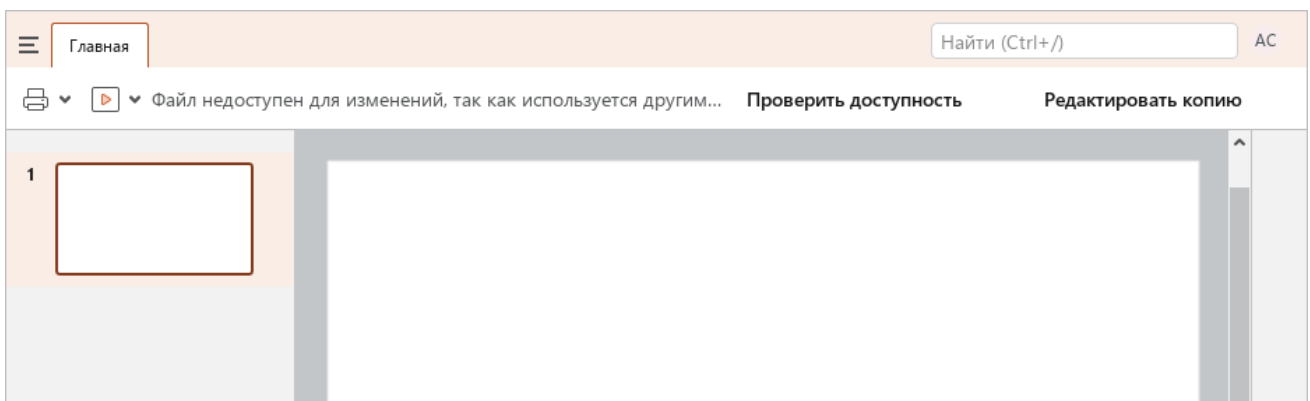 Главная
Найти (Ctrl+/)
АС
Файл недоступен для изменений, так как используется другим...
Проверить доступность
Редактировать копию
1